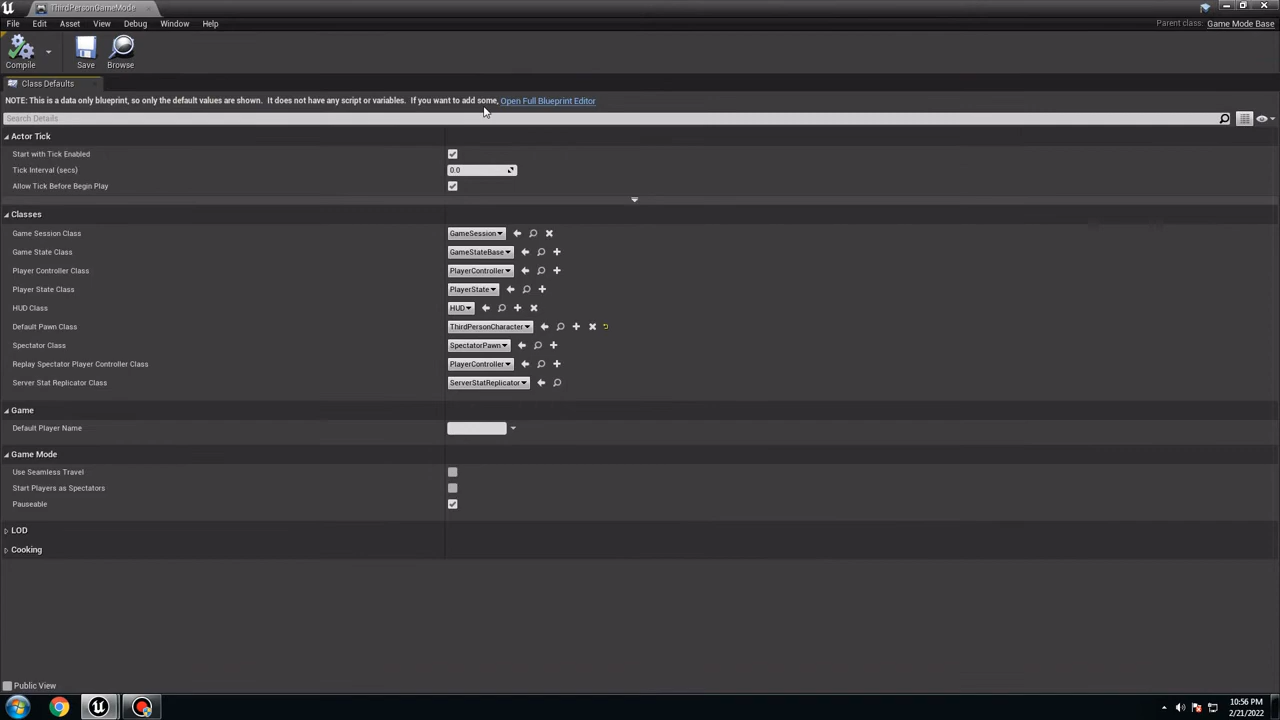 ThirdPersonGameMode
File Edit Asset View Debug Window Help
Parent class: Game Mode Base
Compile Save Browse
Class Defaults
NOTE: This is a data only blueprint, so only the default values are shown. It does not have any script or variables. If you want to add some, Open Full Blueprint Editor
Search Details
Actor Tick
Start with Tick Enabled
Tick Interval (secs) 0.0
Allow Tick Before Begin Play
Classes
Game Session Class GameSession
Game State Class GameStateBase
Player Controller Class PlayerController
Player State Class PlayerState
HUD Class HUD
Default Pawn Class ThirdPersonCharacter
Spectator Class SpectatorPawn
Replay Spectator Player Controller Class PlayerController
Server Stat Replicator Class ServerStatReplicator
Game
Default Player Name
Game Mode
Use Seamless Travel
Start Players as Spectators
Pauseable
LOD
Cooking
Public View
10:56 PM
2/21/2022